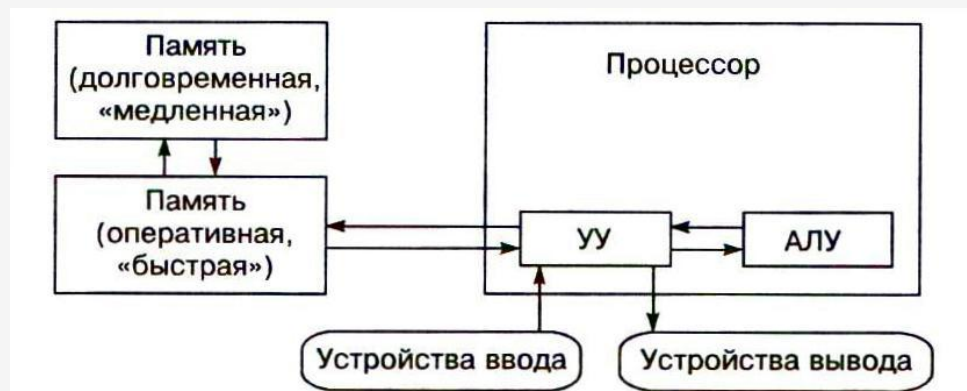 Память
(долговременная,
«медленная»)
Процессор
Память
(оперативная,
«быстрая»)
УУ
АЛУ
Устройства ввода
Устройства вывода